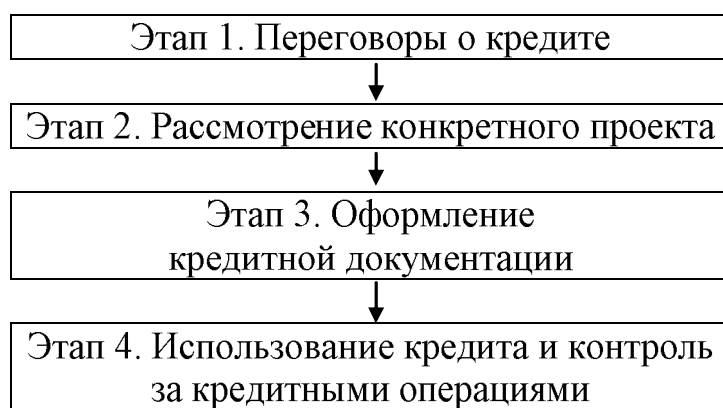 Этап 1. Переговоры о кредите
Этап 2. Рассмотрение конкретного проекта
Этап 3. Оформление
кредитной документации
Этап 4. Использование кредита и контроль
за кредитными операциями